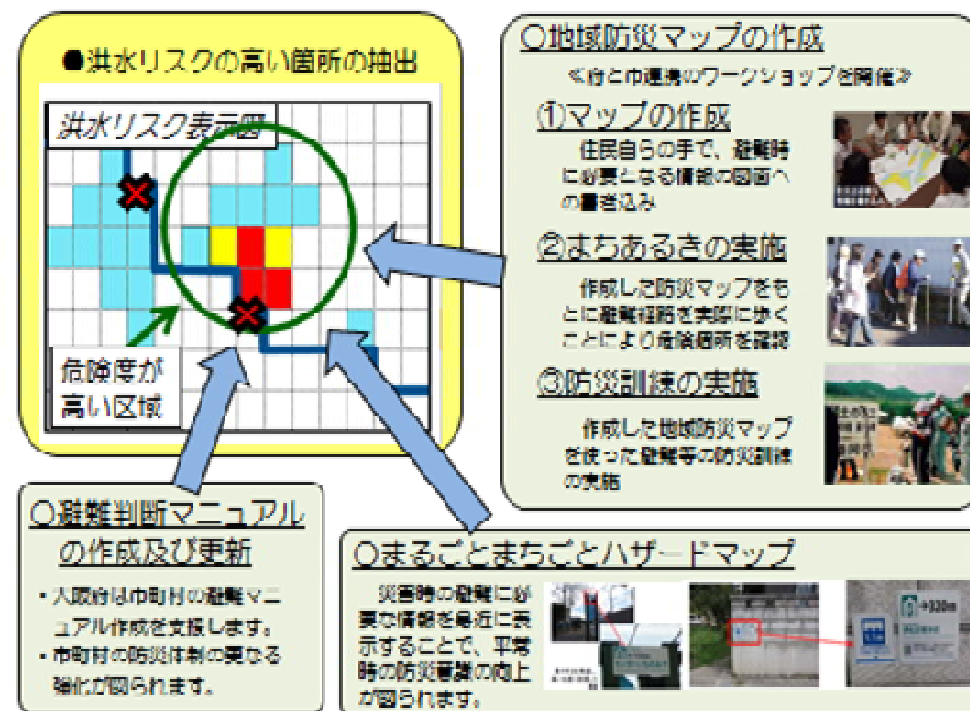 ●洪水リスクの高い箇所の抽出
洪水リスク表示図
危険度が
高い区域
○地域防災マップの作成
≪府と市連携のワークショップを開催≫
①マップの作成
住民自らの手で、避難時
に必要となる情報の図面へ
の書き込み
②まちあるきの実施
作成した防災マップをも
とに避難経路を実際に歩く
ことにより危険個所を確認
③防災訓練の実施
作成した地域防災マップ
を使った避難等の防災訓練
の実施
○避難判断マニュアル
の作成及び更新
・大阪府は市町村の避難マニ
ュアル作成を支援します。
・市町村の防災体制の更なる
強化が図られます。
○まるごとまちごとハザードマップ
災害時の避難に必
要な情報を身近に表
示することで、平常
時の防災意識の向上
が図られます。
→320m